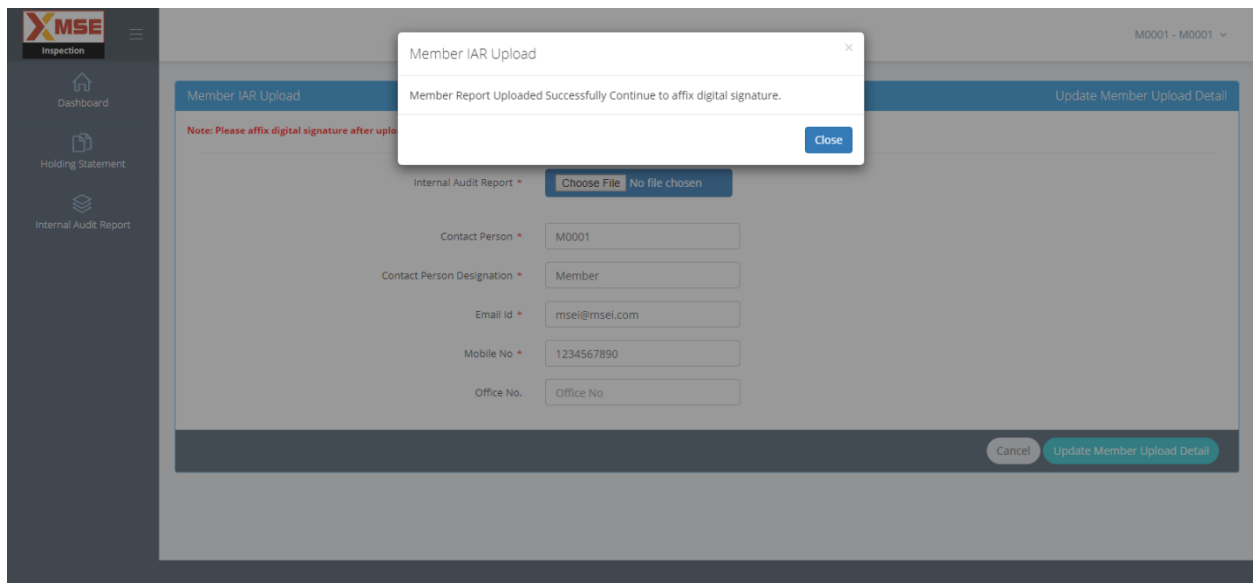 MSE
Inspection
M0001 - M0001
Dashboard
Holding Statement
Internal Audit Report
Member IAR Upload
×
Member Report Uploaded Successfully Continue to affix digital signature.
Close
Member IAR Upload
Update Member Upload Detail
Note: Please affix digital signature after uplo
Internal Audit Report *
Choose File No file chosen
Contact Person * M0001
Contact Person Designation * Member
Email Id * msei@msei.com
Mobile No * 1234567890
Office No. Office No
Cancel Update Member Upload Detail